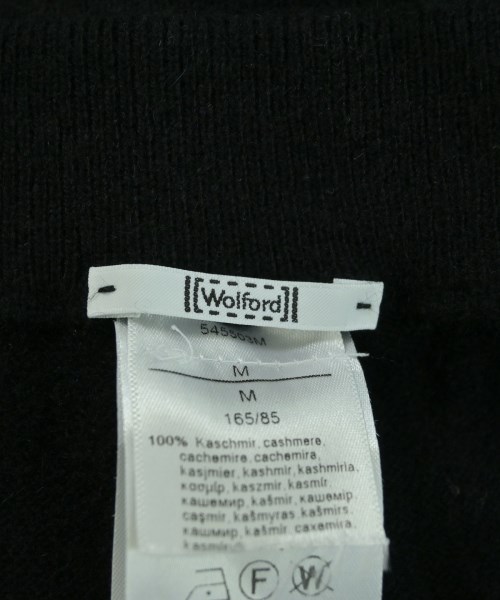 Wolford
M
M
165/85
100% Kaschmir, cashmere,
cachemire, cachemira,
kasjmier, kashmir, kashmiria,
κασμίρ, kaszmir, kasmír,
кашемир, kašmír, кашемір
caşmir, kašmyras, kašmirs,
кашмир, kašmir, caxemira,
F
W